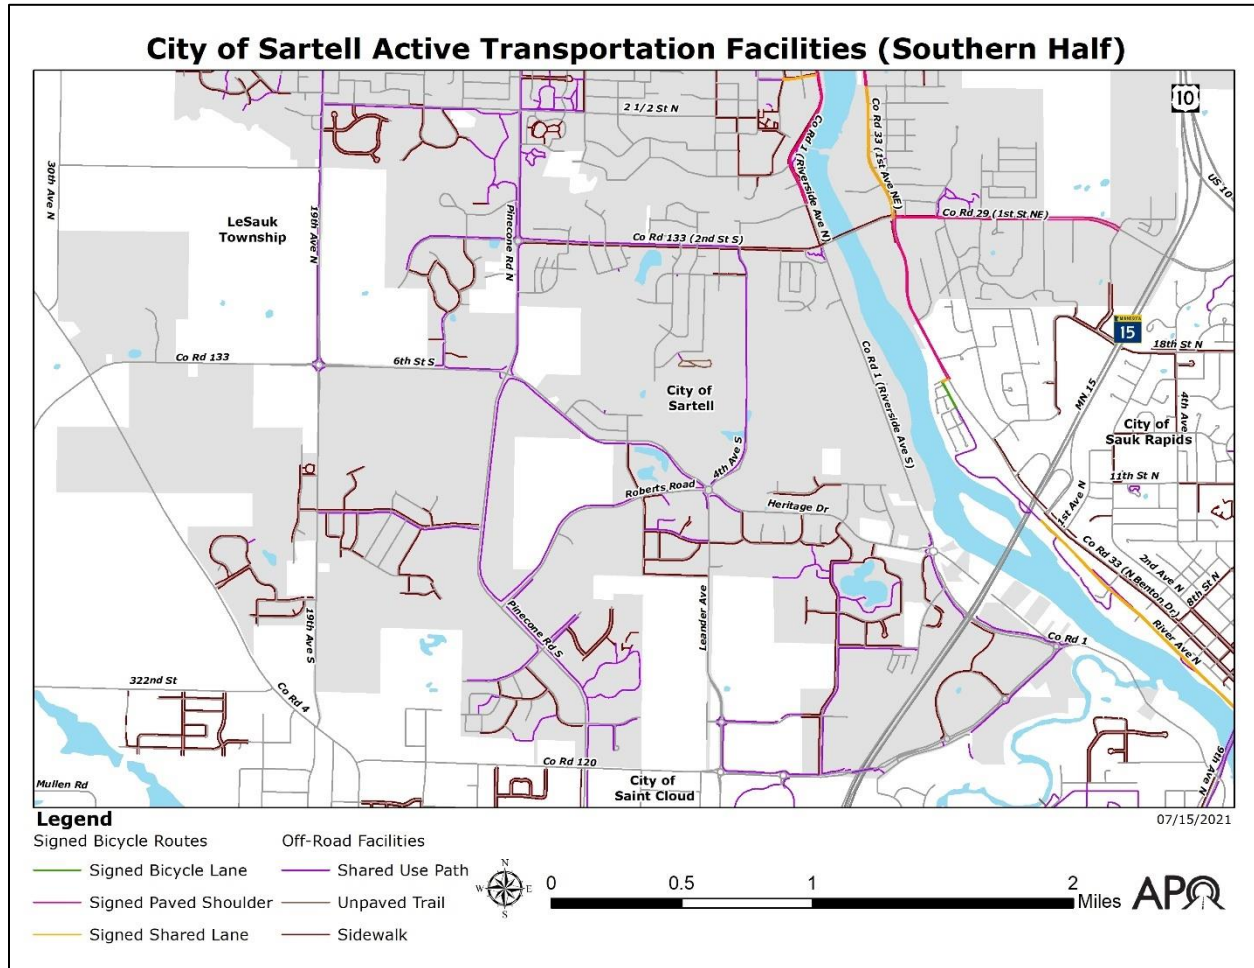 City of Sartell Active Transportation Facilities (Southern Half)
2 1/2 St N
10
US 10
30th Ave N
LeSauk
Township
19th Ave N
Pinecone Rd N
Co Rd 1 (Riverside Ave N)
Co Rd 33 (1st Ave NE)
Co Rd 29 (1st St NE)
Co Rd 133 (2nd St S)
MINNESOTA
15
18th St N
Co Rd 133
6th St S
City of
Sartell
Co Rd 1 (Riverside Ave S)
MN 15
4th Ave
City of
Sauk Rapids
11th St N
4th Ave S
Roberts Road
Heritage Dr
1st Ave N
Co Rd 33 (N Benton Dr)
2nd Ave N
8th St N
19th Ave S
Pinecone Rd S
Leander Ave
Co Rd 1
River Ave N
322nd St
Co Rd 4
Co Rd 120
City of
Saint Cloud
Mullen Rd
9th Ave N
Legend
07/15/2021
Signed Bicycle Routes
Off-Road Facilities
Signed Bicycle Lane
Shared Use Path
Signed Paved Shoulder
Unpaved Trail
Signed Shared Lane
Sidewalk
N
W
E
S
0 0.5 1 2
Miles
APO